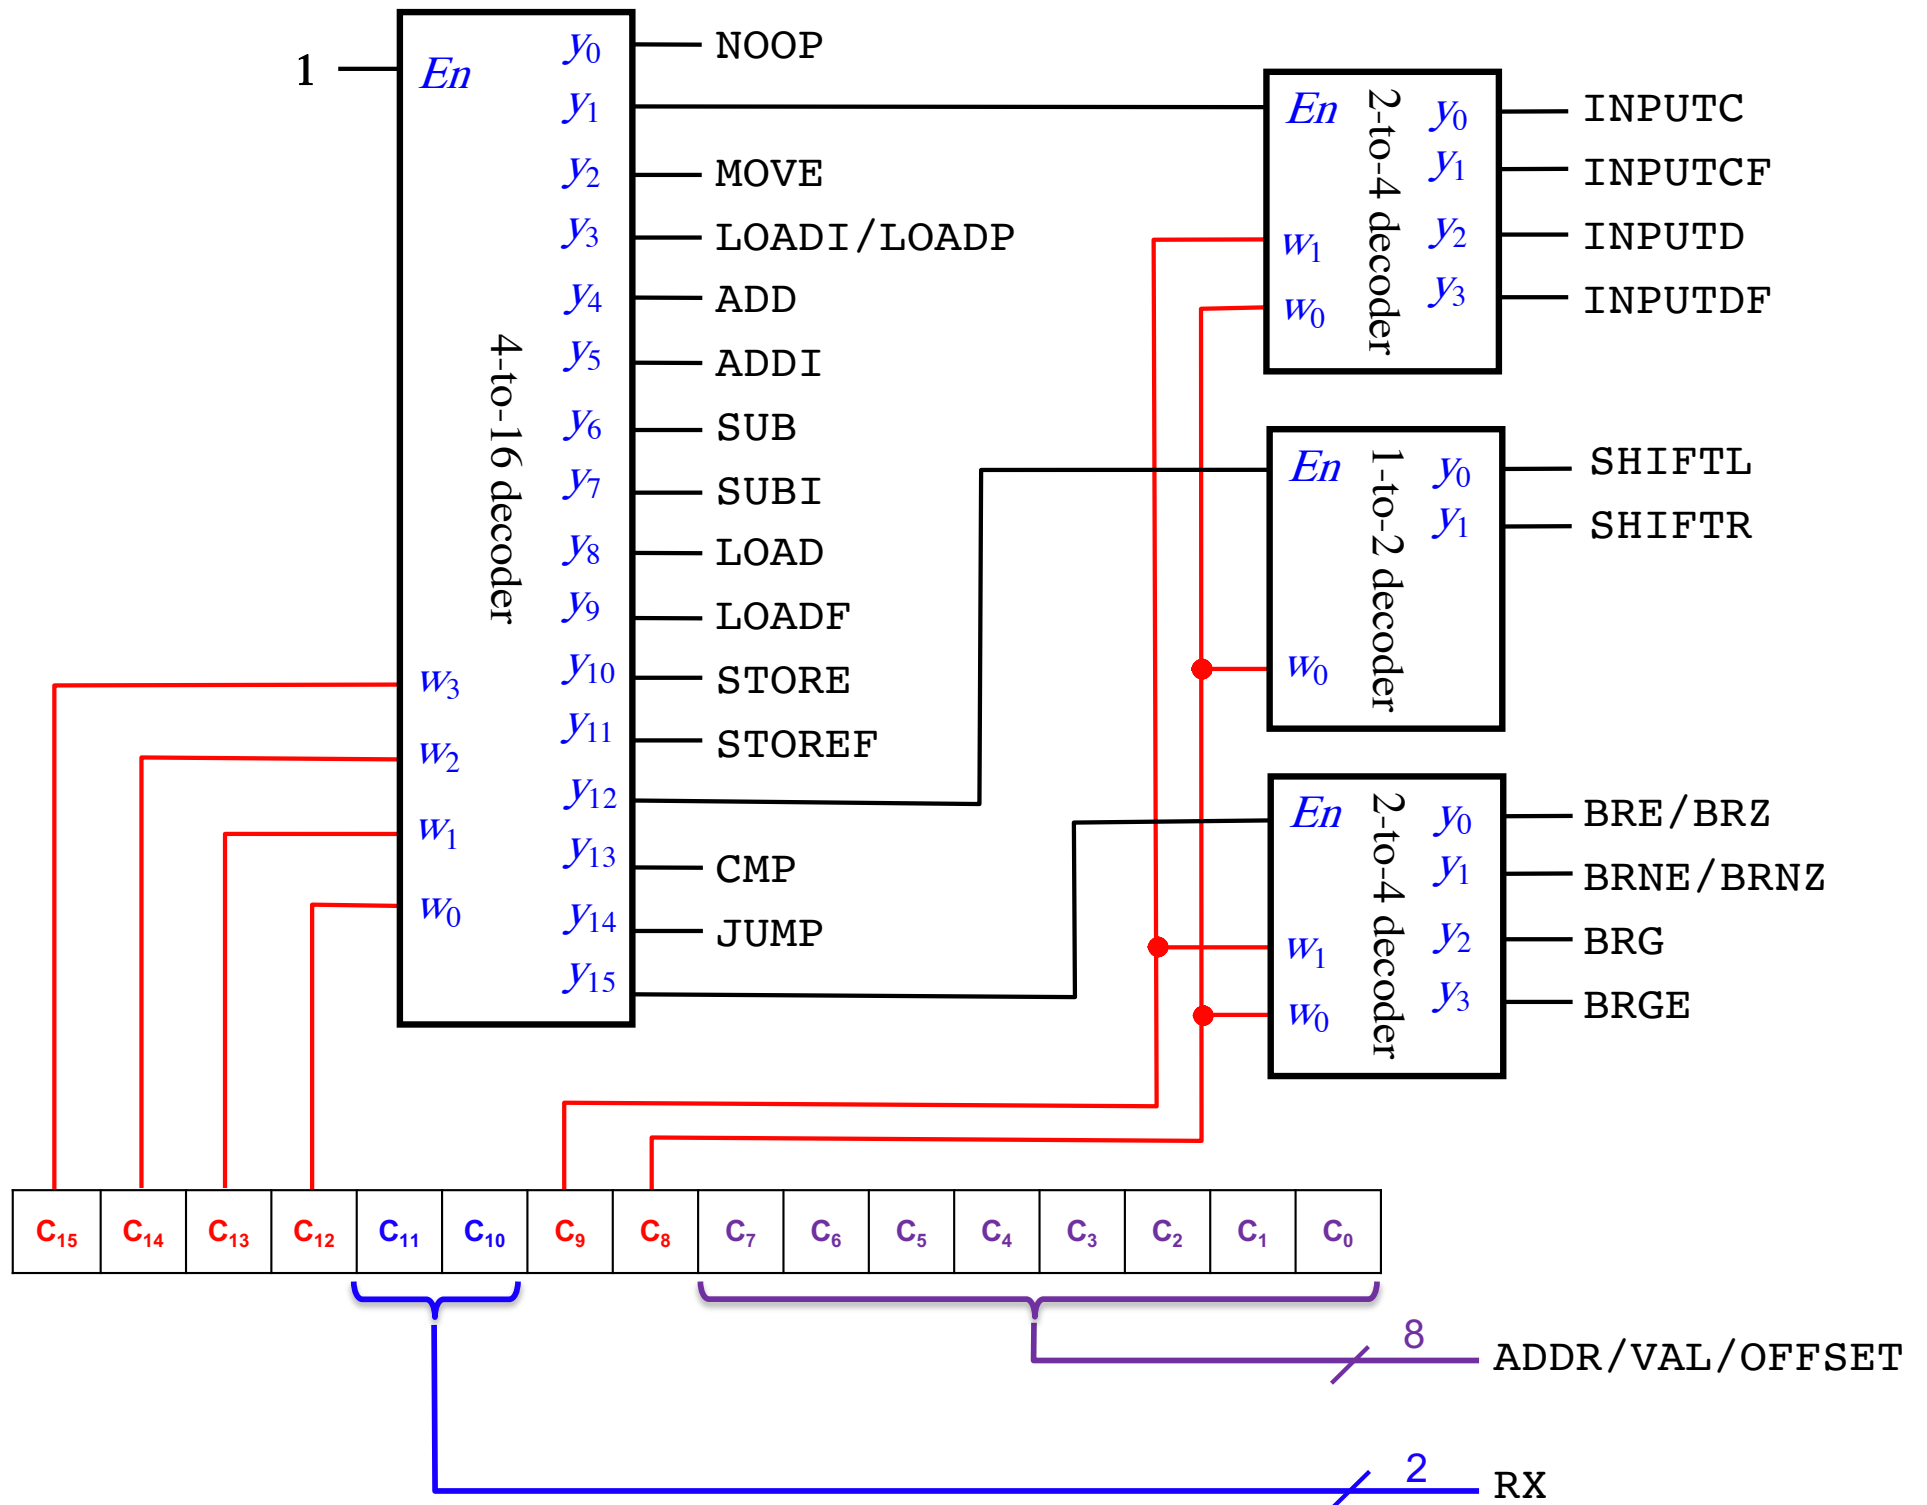 1
En
4-to-16 decoder
w3
w2
w1
w0
y0
y1
y2
y3
y4
y5
y6
y7
y8
y9
y10
y11
y12
y13
y14
y15
NOOP
MOVE
LOADI/LOADP
ADD
ADDI
SUB
SUBI
LOAD
LOADF
STORE
STOREF
CMP
JUMP
En
w1
w0
2-to-4 decoder
y0
y1
y2
y3
INPUTC
INPUTCF
INPUTD
INPUTDF
En
w0
1-to-2 decoder
y0
y1
SHIFTL
SHIFTR
En
w1
w0
2-to-4 decoder
y0
y1
y2
y3
BRE/BRZ
BRNE/BRNZ
BRG
BRGE
C15 C14 C13 C12 C11 C10 C9 C8 C7 C6 C5 C4 C3 C2 C1 C0
8
ADDR/VAL/OFFSET
2
RX